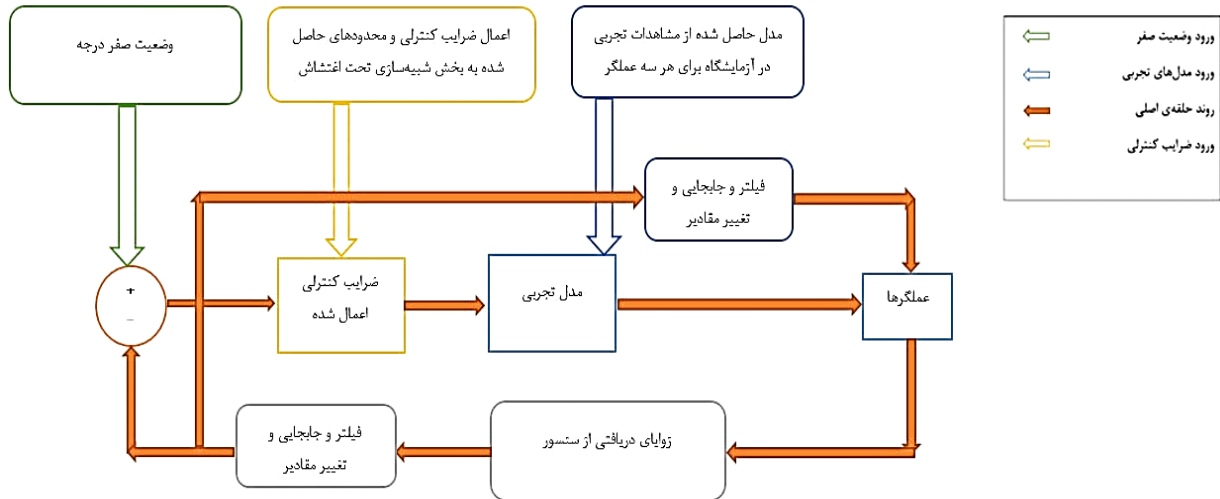 وضعیت صفر درجه
اعمال ضرایب کنترلی و محدودهای حاصل
شده به بخش شبیه‌سازی تحت اغتشاش
مدل حاصل شده از مشاهدات تجربی
در آزمایشگاه برای هر سه عملگر
ورود وضعیت صفر
ورود مدل‌های تجربی
روند حلقه‌ی اصلی
ورود ضرایب کنترلی
فیلتر و جابجایی و
تغییر مقادیر
+
_
ضرایب کنترلی
اعمال شده
مدل تجربی
عملگرها
فیلتر و جابجایی و
تغییر مقادیر
زوایای دریافتی از سنسور